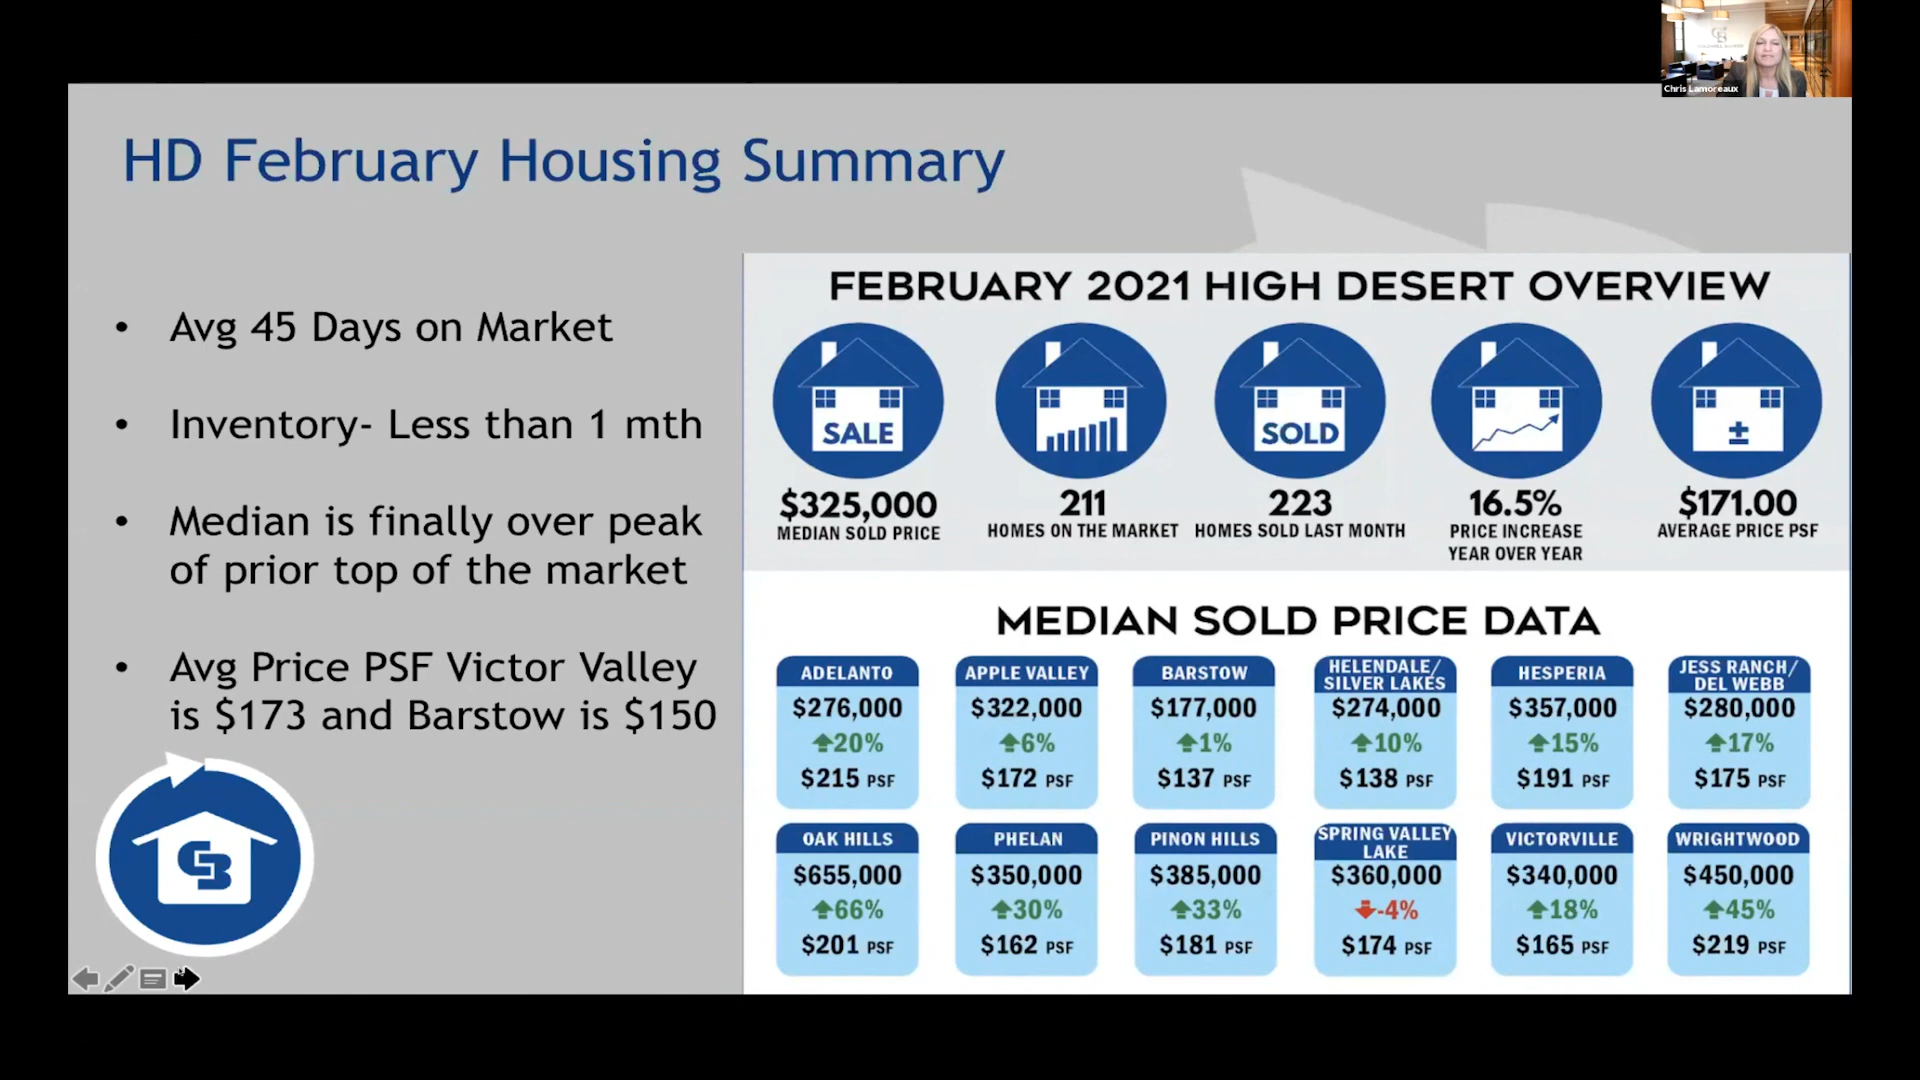 Chris Lamoreaux
HD February Housing Summary
• Avg 45 Days on Market
• Inventory- Less than 1 mth
• Median is finally over peak
of prior top of the market
• Avg Price PSF Victor Valley
is $173 and Barstow is $150
CB
FEBRUARY 2021 HIGH DESERT OVERVIEW
SALE
SOLD
±
$325,000
MEDIAN SOLD PRICE
211
HOMES ON THE MARKET
223
HOMES SOLD LAST MONTH
16.5%
PRICE INCREASE
YEAR OVER YEAR
$171.00
AVERAGE PRICE PSF
MEDIAN SOLD PRICE DATA
ADELANTO
$276,000
20%
$215 PSF
APPLE VALLEY
$322,000
6%
$172 PSF
BARSTOW
$177,000
1%
$137 PSF
HELENDALE/
SILVER LAKES
$274,000
10%
$138 PSF
HESPERIA
$357,000
15%
$191 PSF
JESS RANCH/
DEL WEBB
$280,000
17%
$175 PSF
OAK HILLS
$655,000
66%
$201 PSF
PHELAN
$350,000
30%
$162 PSF
PINON HILLS
$385,000
33%
$181 PSF
SPRING VALLEY
LAKE
$360,000
-4%
$174 PSF
VICTORVILLE
$340,000
18%
$165 PSF
WRIGHTWOOD
$450,000
45%
$219 PSF